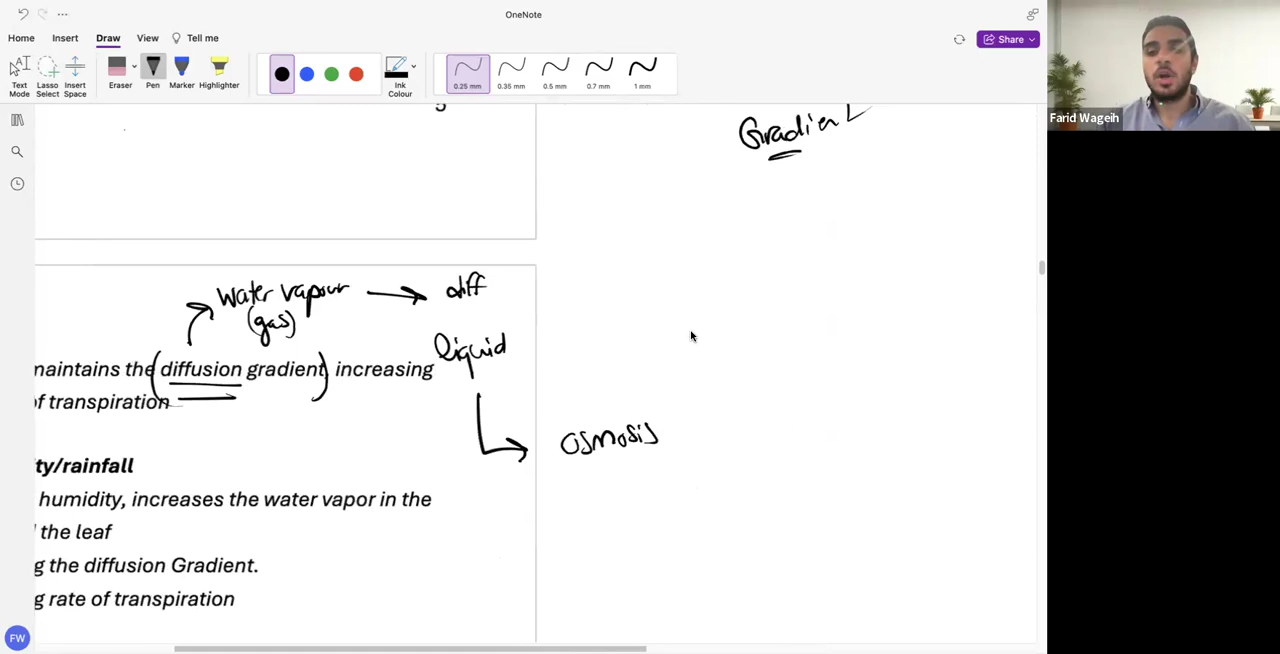 OneNote
Home Insert Draw View Tell me
Share
Text Mode
Lasso Select
Insert Space
Eraser
Pen
Marker
Highlighter
Ink Colour
0.25 mm 0.35 mm 0.5 mm 0.7 mm 1 mm
Farid Wageih
Gradient
water vapour diff
(gas)
liquid
maintains the (diffusion gradient), increasing
of transpiration
osmosis
ty/rainfall
humidity, increases the water vapor in the
the leaf
g the diffusion Gradient.
g rate of transpiration
FW